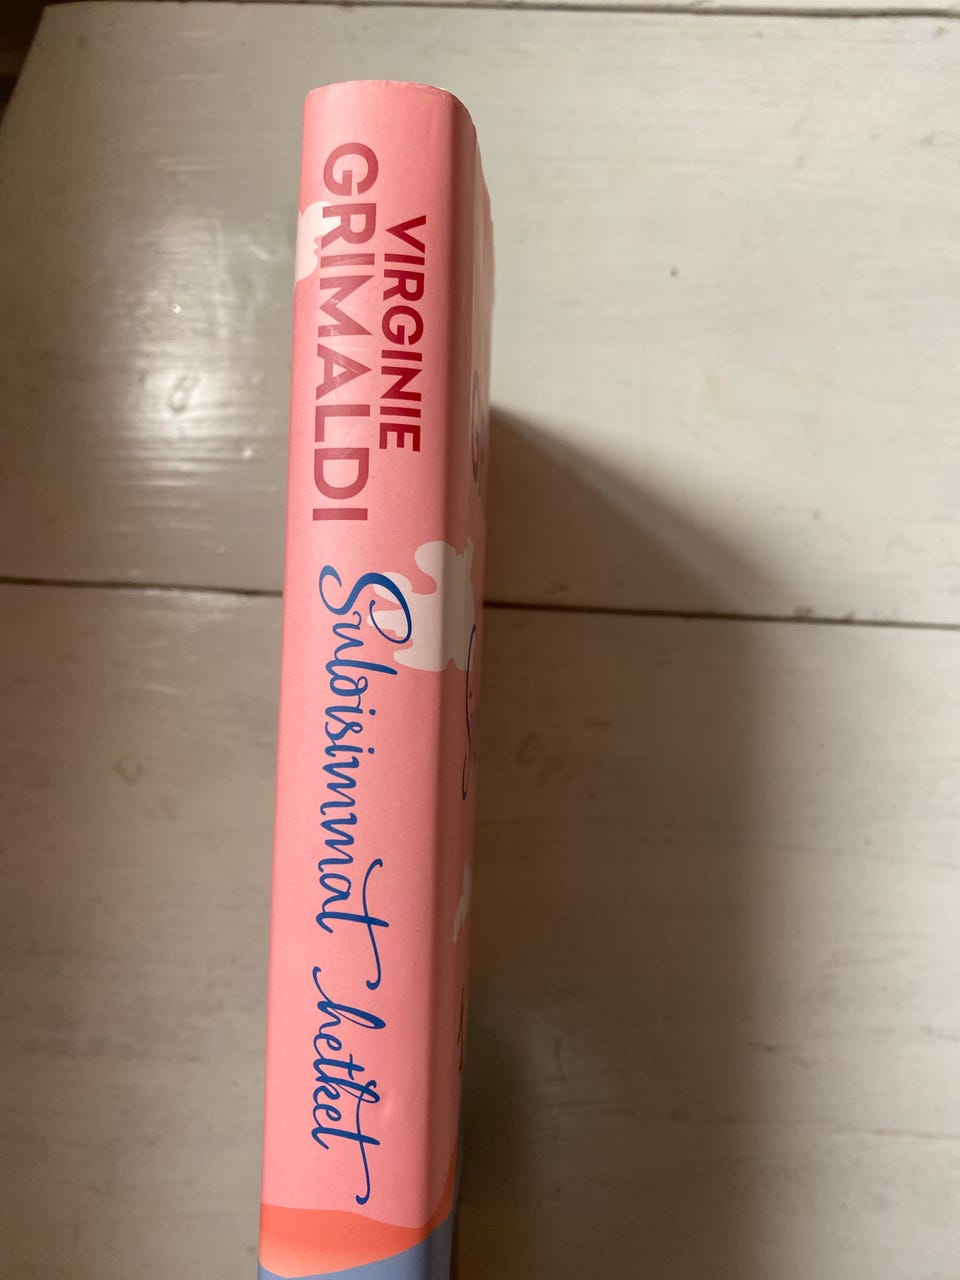 VIRGINIE
GRIMALDI
Suloisimmat hetket